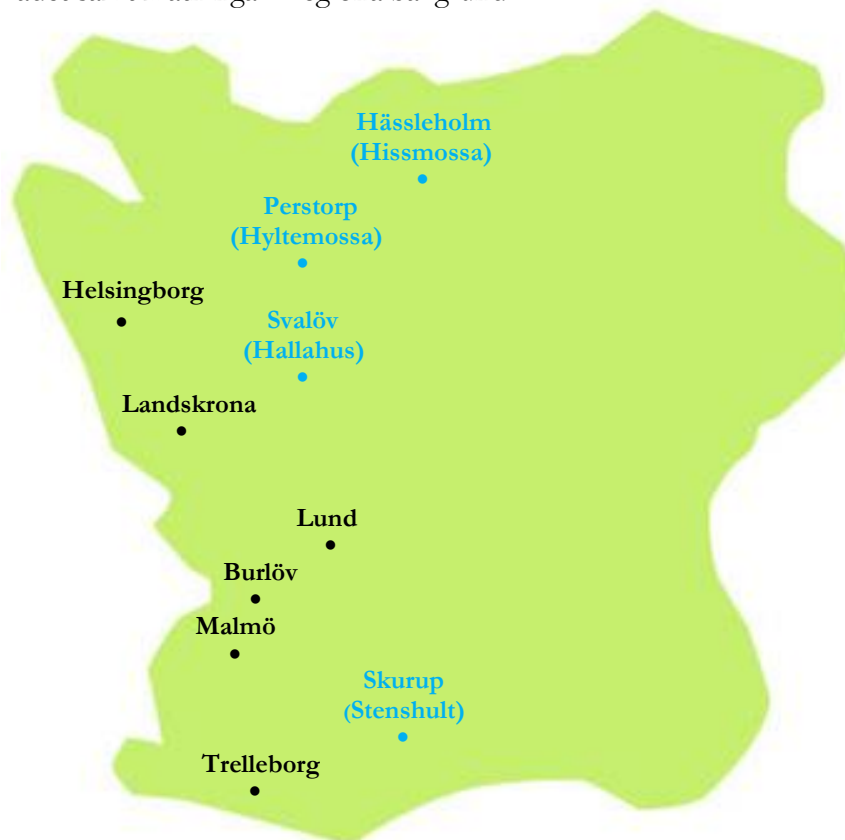 Hässleholm
(Hissmossa)
Perstorp
(Hyltemossa)
Helsingborg
Svalöv
(Hallahus)
Landskrona
Lund
Burlöv
Malmö
Skurup
(Stenshult)
Trelleborg